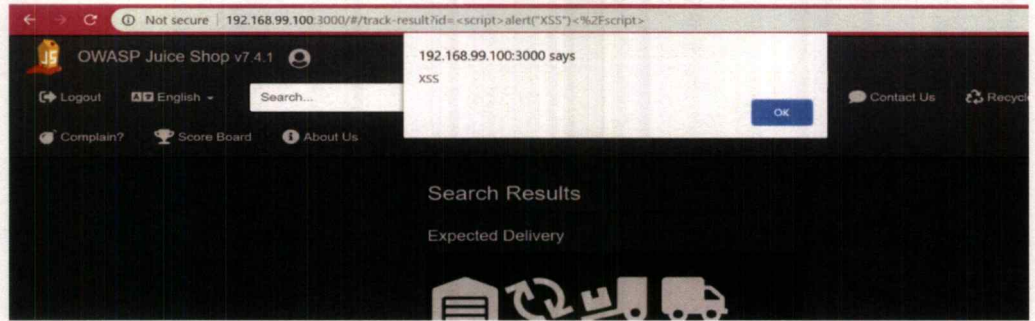 Not secure 192.168.99.100:3000/#/track-result?id=<script>alert("XSS")<%2Fscript>
OWASP Juice Shop v7.4.1
192.168.99.100:3000 says
XSS
OK
Logout
English
Search...
Contact Us
Recycle
Complain?
Score Board
About Us
Search Results
Expected Delivery